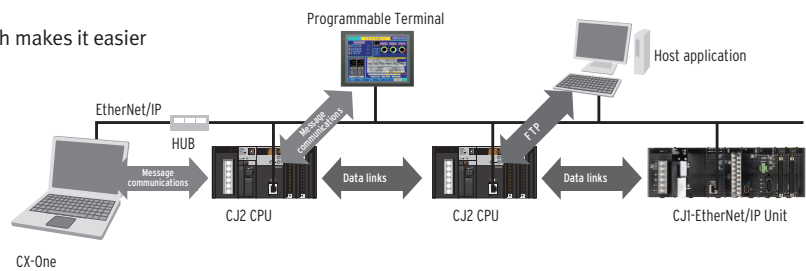 Programmable Terminal
h makes it easier
Host application
EtherNet/IP
HUB
Message
communications
FTP
Message
communications
Data links
Data links
CJ2 CPU
CJ2 CPU
CJ1-EtherNet/IP Unit
CX-One